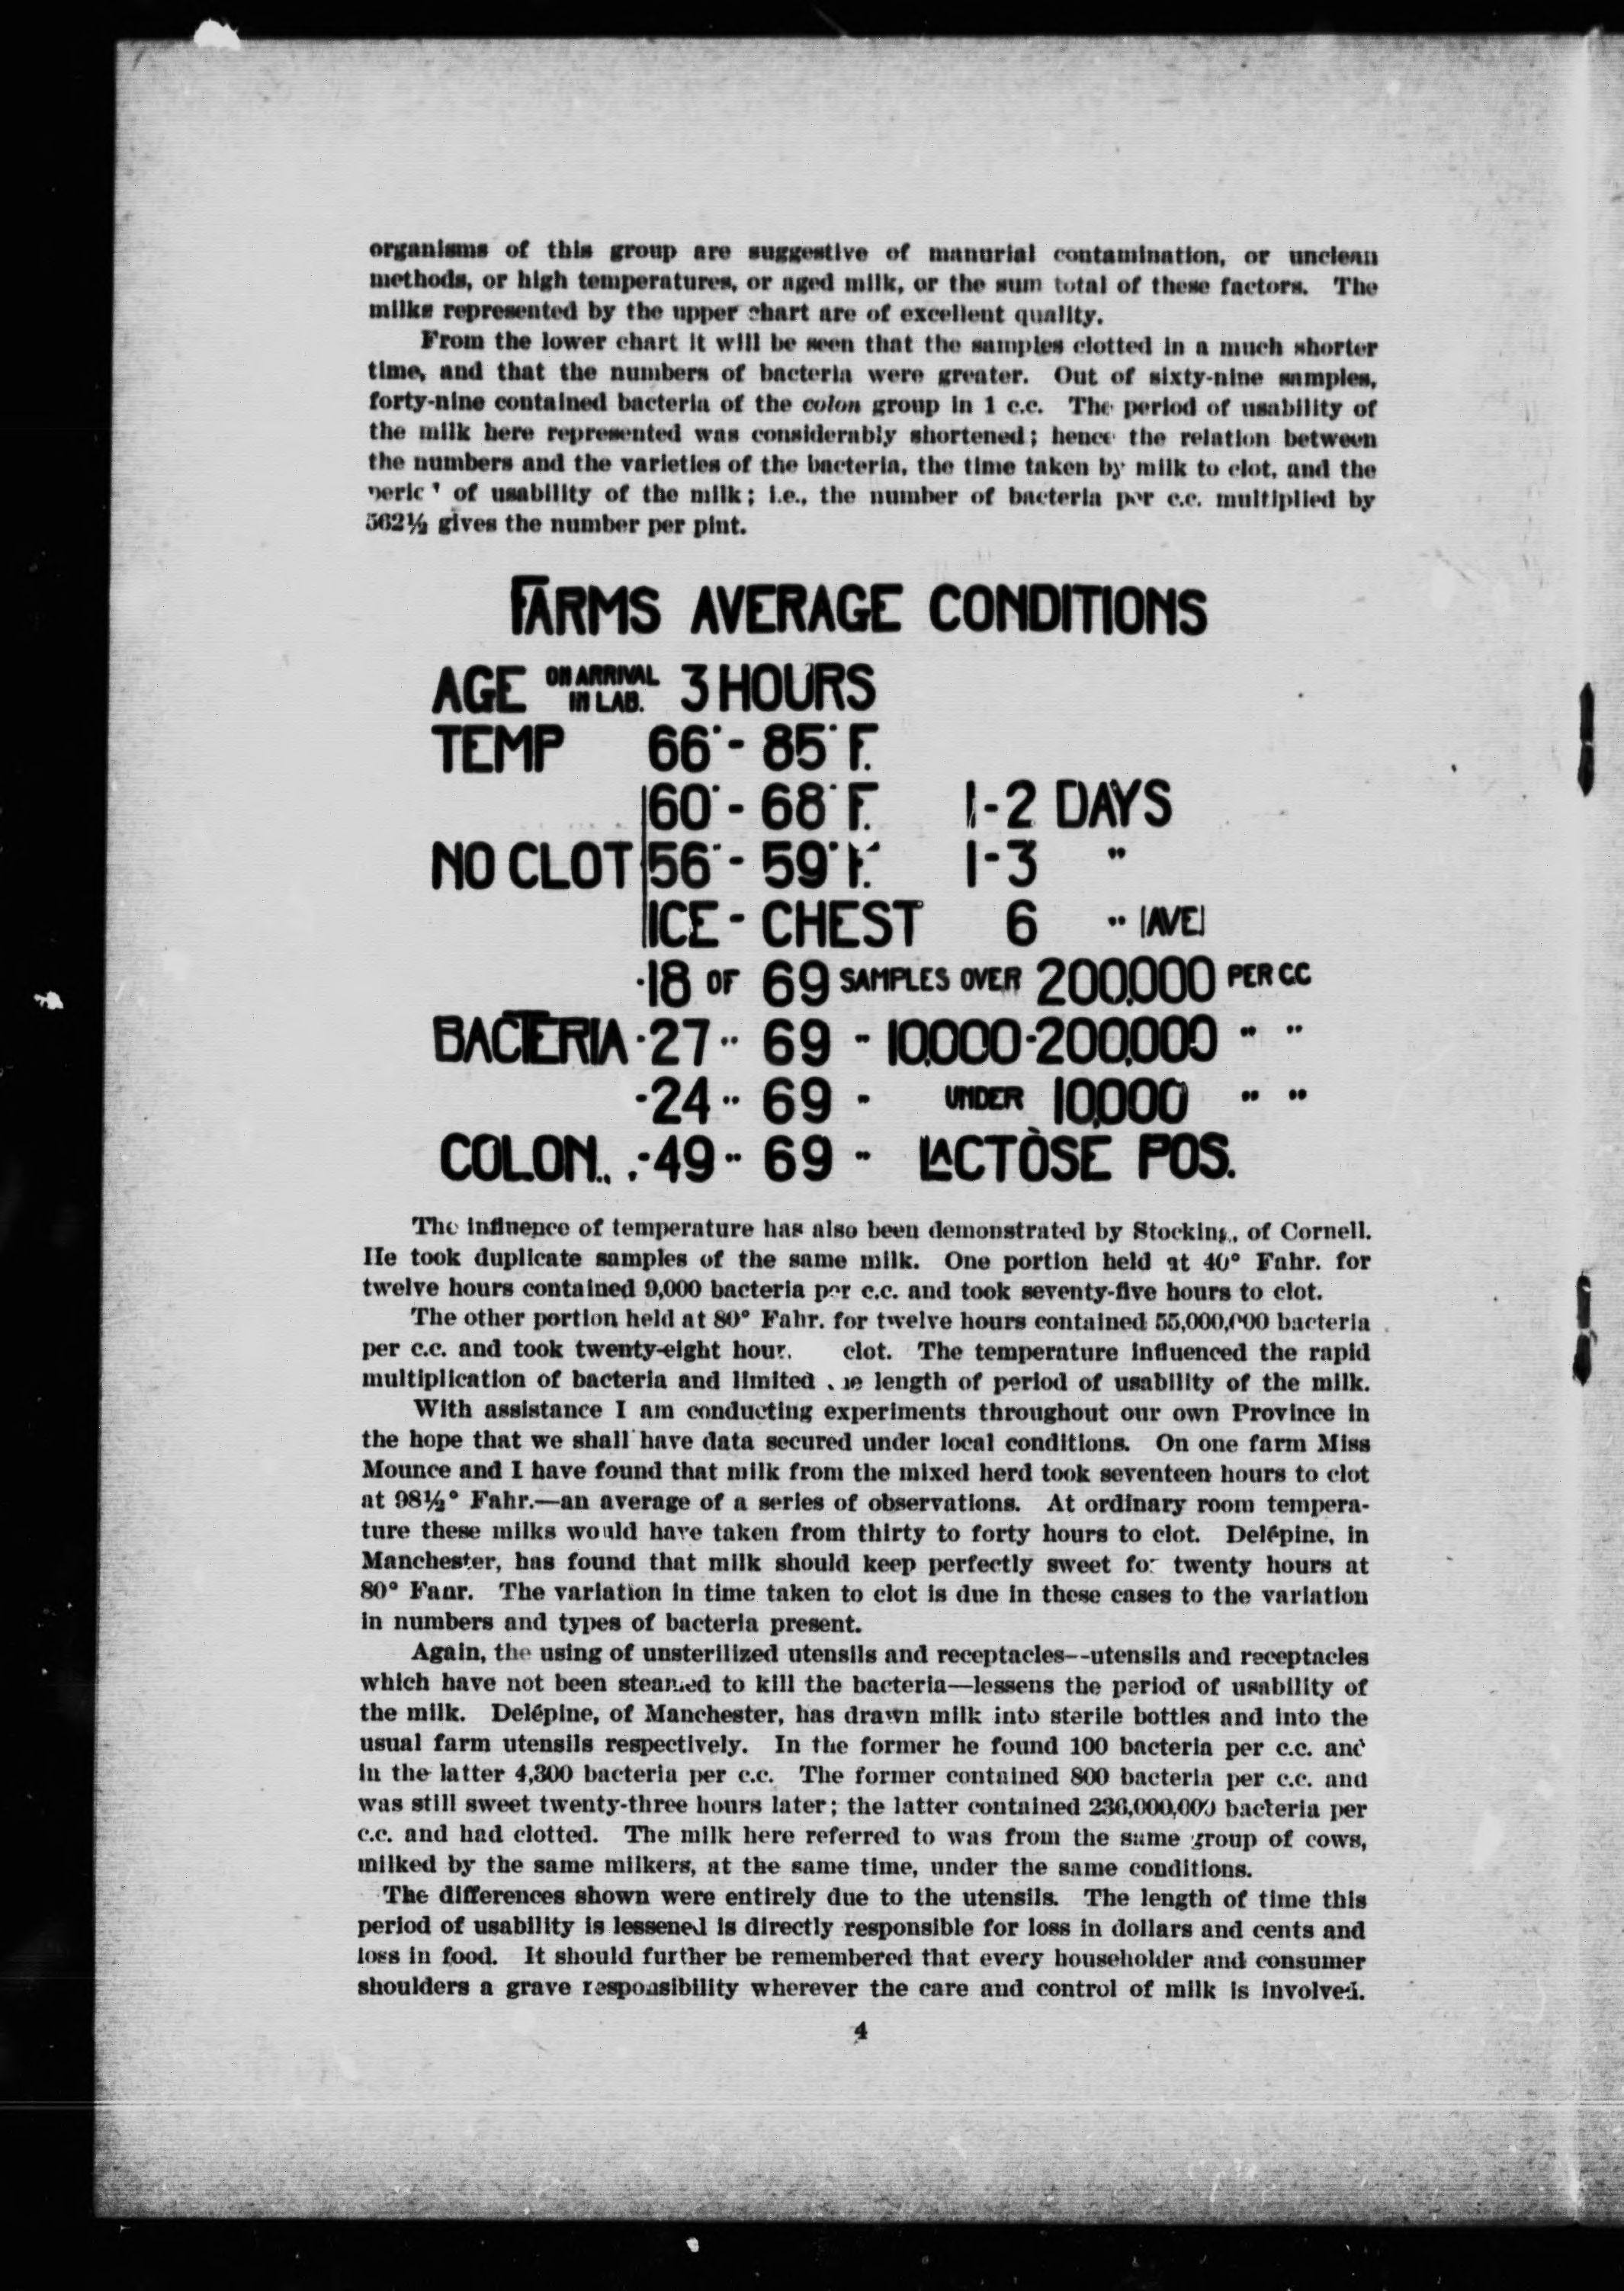 organisms of this group are suggestive of manurial contamination, or unclean
methods, or high temperatures, or aged milk, or the sum total of these factors. The
milks represented by the upper chart are of excellent quality.
From the lower chart it will be seen that the samples clotted in a much shorter
time, and that the numbers of bacteria were greater. Out of sixty-nine samples,
forty-nine contained bacteria of the colon group in 1 c.c. The period of usability of
the milk here represented was considerably shortened; hence the relation between
the numbers and the varieties of the bacteria, the time taken by milk to clot, and the
of usability of the milk; i.e., the number of bacteria per c.c. multiplied by
562½ gives the number per pint.
FARMS AVERAGE CONDITIONS
AGE ON ARRIVAL IN LAB. 3 HOURS
TEMP 66° - 85° F.
60° - 68° F. 1-2 DAYS
NO CLOT 56° - 59° F. 1-3 "
ICE - CHEST 6 " (AVE)
·18 OF 69 SAMPLES OVER 200,000 PER C.C
BACTERIA ·27 " 69 " 10,000-200,000 " "
·24 " 69 " UNDER 10,000 " "
COLON.. ·49 " 69 " LACTOSE POS.
The influence of temperature has also been demonstrated by Stocking, of Cornell.
He took duplicate samples of the same milk. One portion held at 40° Fahr. for
twelve hours contained 9,000 bacteria per c.c. and took seventy-five hours to clot.
The other portion held at 80° Fahr. for twelve hours contained 55,000,000 bacteria
per c.c. and took twenty-eight hour. clot. The temperature influenced the rapid
multiplication of bacteria and limited length of period of usability of the milk.
With assistance I am conducting experiments throughout our own Province in
the hope that we shall have data secured under local conditions. On one farm Miss
Mounce and I have found that milk from the mixed herd took seventeen hours to clot
at 98½° Fahr.—an average of a series of observations. At ordinary room tempera-
ture these milks would have taken from thirty to forty hours to clot. Delépine, in
Manchester, has found that milk should keep perfectly sweet for twenty hours at
80° Fahr. The variation in time taken to clot is due in these cases to the variation
in numbers and types of bacteria present.
Again, the using of unsterilized utensils and receptacles--utensils and receptacles
which have not been steamed to kill the bacteria—lessens the period of usability of
the milk. Delépine, of Manchester, has drawn milk into sterile bottles and into the
usual farm utensils respectively. In the former he found 100 bacteria per c.c. and
in the latter 4,300 bacteria per c.c. The former contained 800 bacteria per c.c. and
was still sweet twenty-three hours later; the latter contained 236,000,000 bacteria per
c.c. and had clotted. The milk here referred to was from the same group of cows,
milked by the same milkers, at the same time, under the same conditions.
The differences shown were entirely due to the utensils. The length of time this
period of usability is lessened is directly responsible for loss in dollars and cents and
loss in food. It should further be remembered that every householder and consumer
shoulders a grave responsibility wherever the care and control of milk is involved.
4